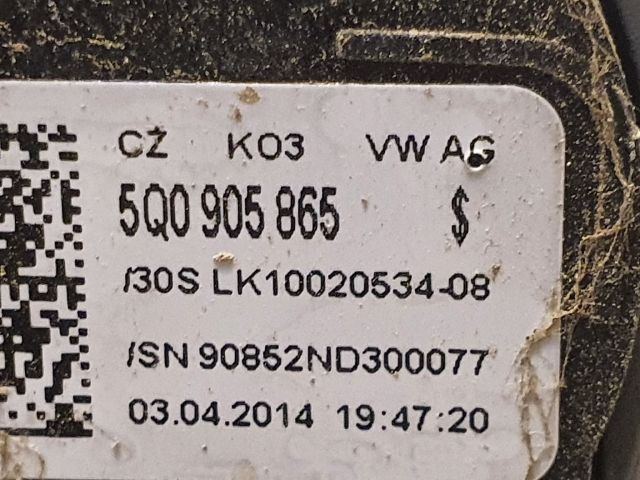 CZ KO3 VW AG
5Q0 905 865 $
/30S LK10020534-08
/SN 90852ND300077
03.04.2014 19:47:20